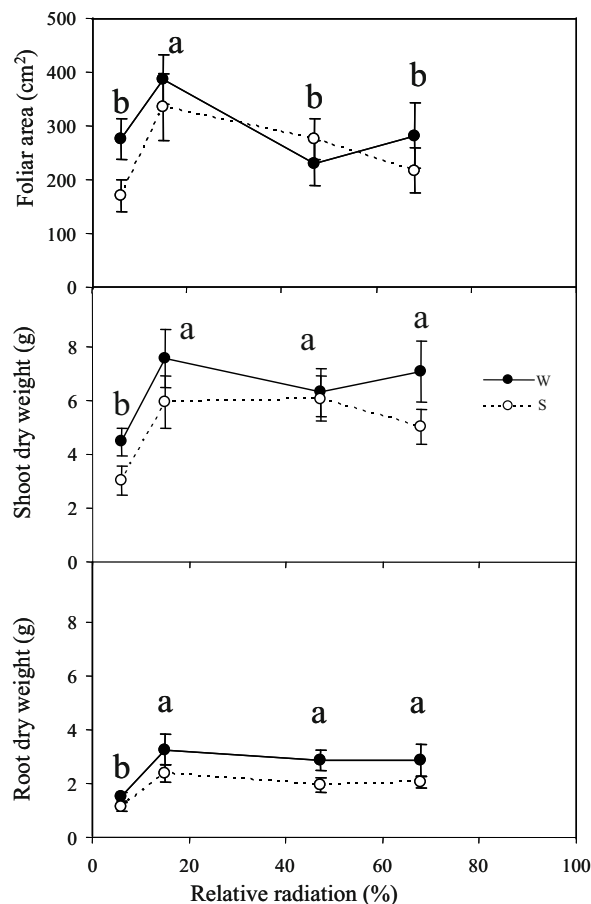 500
400
300
200
100
0
Foliar area (cm²)
b
a
b
b
8
6
4
2
0
Shoot dry weight (g)
b
a
a
a
W
S
8
6
4
2
0
Root dry weight (g)
b
a
a
a
0 20 40 60 80 100
Relative radiation (%)